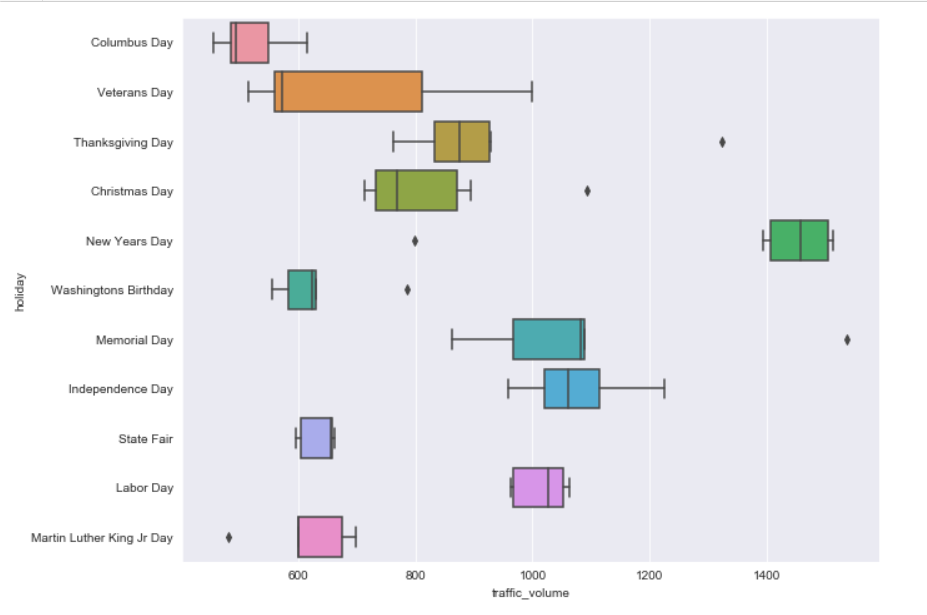 Columbus Day
Veterans Day
Thanksgiving Day
Christmas Day
New Years Day
Washingtons Birthday
Memorial Day
Independence Day
State Fair
Labor Day
Martin Luther King Jr Day
holiday
600 800 1000 1200 1400
traffic_volume